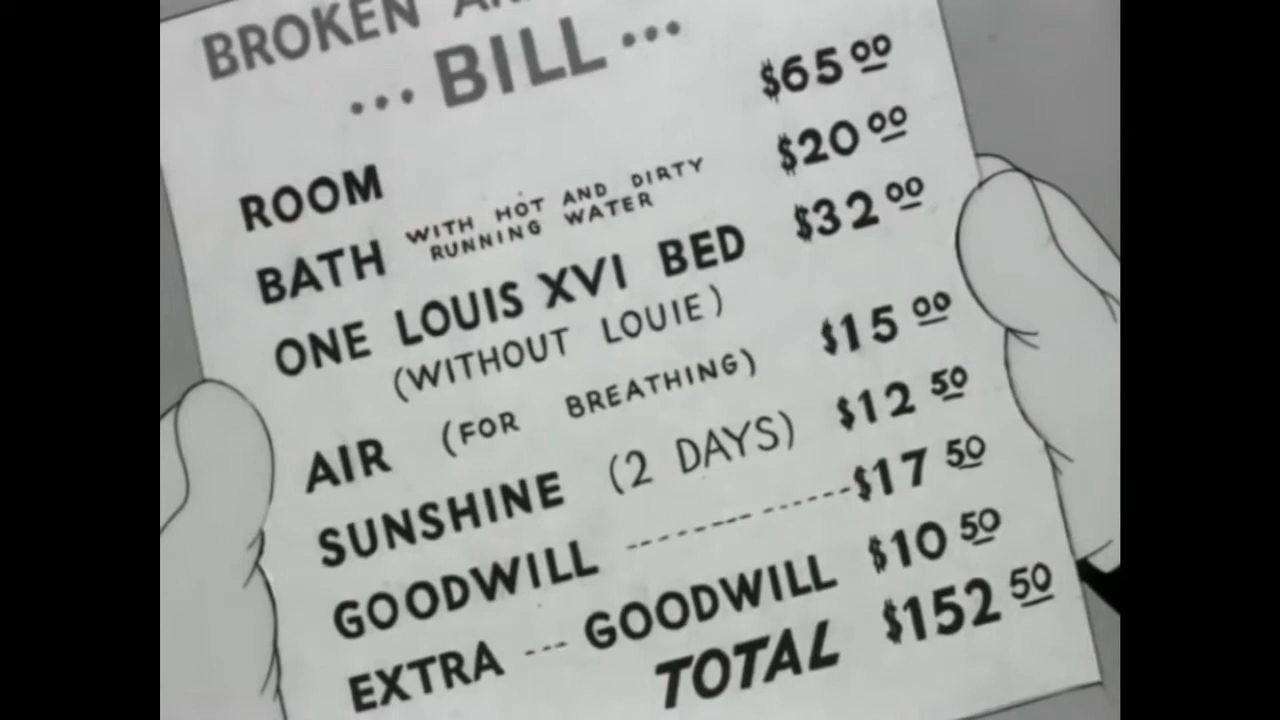 BROKEN
... BILL ...
ROOM $65 00
BATH WITH HOT AND DIRTY RUNNING WATER $20 00
ONE LOUIS XVI BED $32 00
(WITHOUT LOUIE)
AIR (FOR BREATHING) $15 00
SUNSHINE (2 DAYS) $12 50
GOODWILL ---------- $17 50
EXTRA --- GOODWILL $10 50
TOTAL $152 50